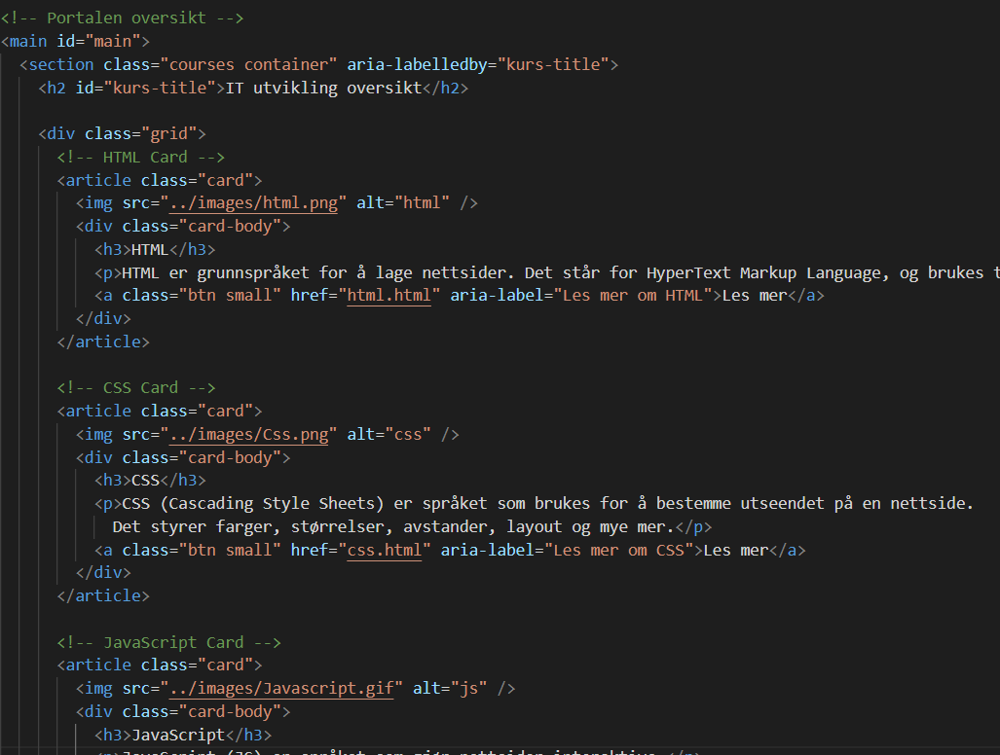 <!-- Portalen oversikt -->
<main id="main">
<section class="courses container" aria-labelledby="kurs-title">
<h2 id="kurs-title">IT utvikling oversikt</h2>
<div class="grid">
<!-- HTML Card -->
<article class="card">
<img src="../images/html.png" alt="html" />
<div class="card-body">
<h3>HTML</h3>
<p>HTML er grunnspråket for å lage nettsider. Det står for HyperText Markup Language, og brukes t
<a class="btn small" href="html.html" aria-label="Les mer om HTML">Les mer</a>
</div>
</article>
<!-- CSS Card -->
<article class="card">
<img src="../images/Css.png" alt="css" />
<div class="card-body">
<h3>CSS</h3>
<p>CSS (Cascading Style Sheets) er språket som brukes for å bestemme utseendet på en nettside.
Det styrer farger, størrelser, avstander, layout og mye mer.</p>
<a class="btn small" href="css.html" aria-label="Les mer om CSS">Les mer</a>
</div>
</article>
<!-- JavaScript Card -->
<article class="card">
<img src="../images/Javascript.gif" alt="js" />
<div class="card-body">
<h3>JavaScript</h3>
<p>JavaScript (JS) er språket som gjør nettsider interaktive.</p>